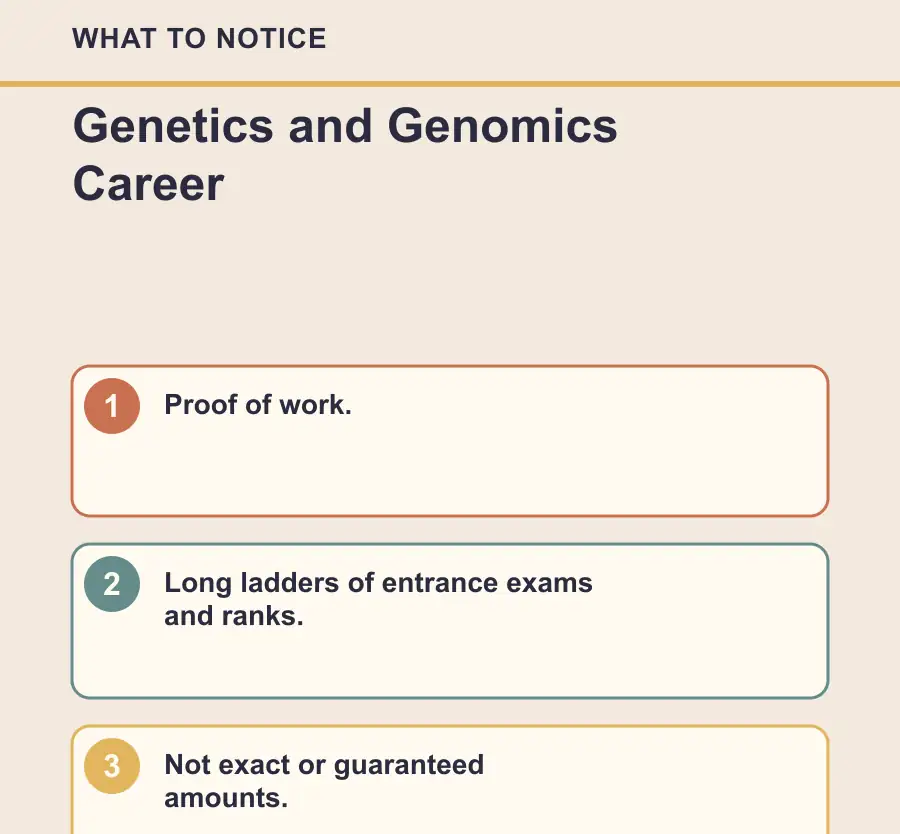 WHAT TO NOTICE
Genetics and Genomics
Career
1
Proof of work.
2
Long ladders of entrance exams
and ranks.
3
Not exact or guaranteed
amounts.